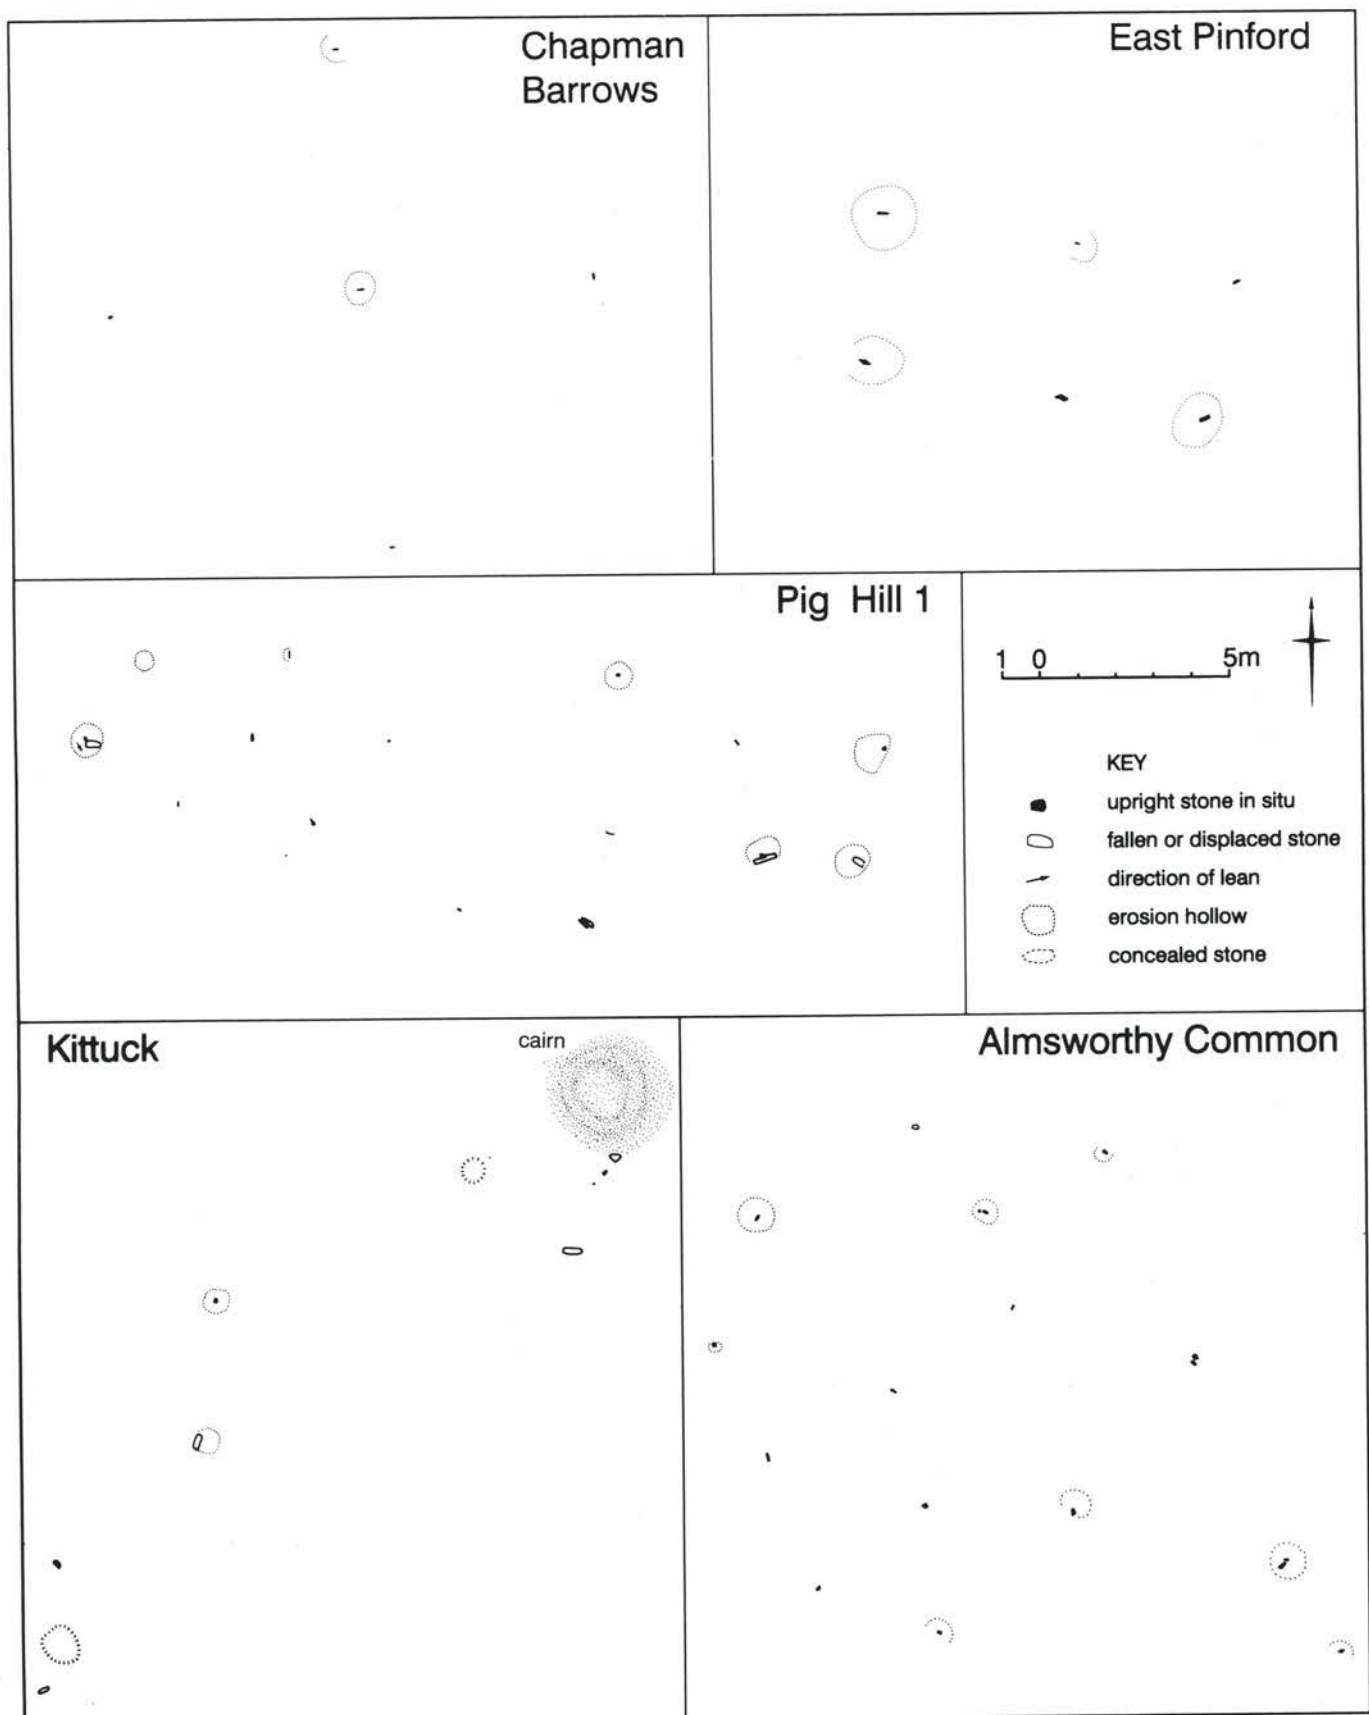 Chapman
Barrows
East Pinford
Pig Hill 1
1 0 5m
KEY
upright stone in situ
fallen or displaced stone
direction of lean
erosion hollow
concealed stone
Kittuck
cairn
Almsworthy Common